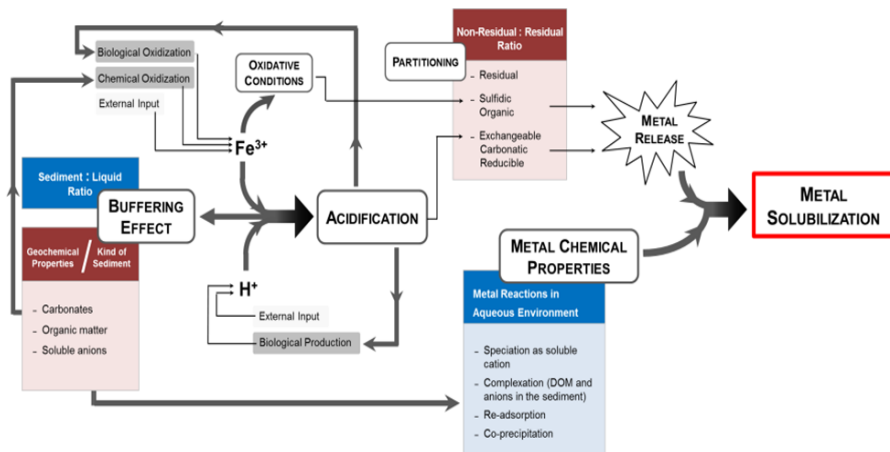 Biological Oxidization
Chemical Oxidization
External Input
Fe³⁺
OXIDATIVE
CONDITIONS
Sediment : Liquid
Ratio
BUFFERING
EFFECT
Geochemical
Properties
/
Kind of
Sediment
– Carbonates
– Organic matter
– Soluble anions
ACIDIFICATION
H⁺
External Input
Biological Production
Non-Residual : Residual
Ratio
PARTITIONING
– Residual
– Sulfidic
Organic
– Exchangeable
Carbonatic
Reducible
METAL
RELEASE
METAL
SOLUBILIZATION
METAL CHEMICAL
PROPERTIES
Metal Reactions in
Aqueous Environment
– Speciation as soluble
cation
– Complexation (DOM and
anions in the sediment)
– Re-adsorption
– Co-precipitation